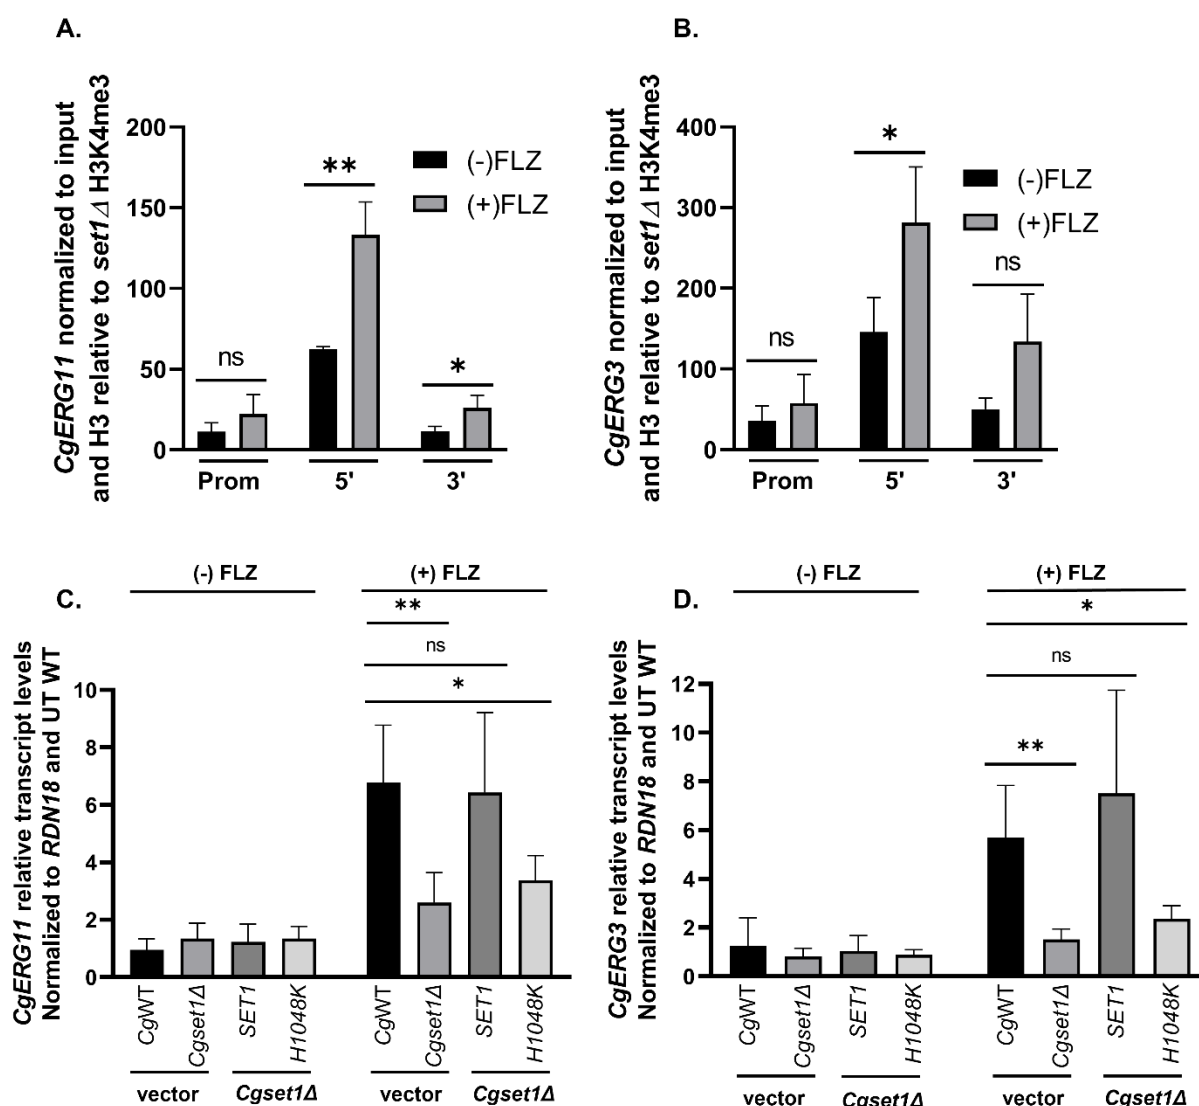 A.
CgERG11 normalized to input
and H3 relative to set1Δ H3K4me3
200
150
100
50
0
ns
**
*
(-)FLZ
(+)FLZ
Prom
5'
3'
B.
CgERG3 normalized to input
and H3 relative to set1Δ H3K4me3
400
300
200
100
0
ns
*
ns
(-)FLZ
(+)FLZ
Prom
5'
3'
C.
(-) FLZ
(+) FLZ
**
ns
*
CgERG11 relative transcript levels
Normalized to RDN18 and UT WT
10
8
6
4
2
0
CgWT
Cgset1Δ
SET1
H1048K
CgWT
Cgset1Δ
SET1
H1048K
vector
Cgset1Δ
vector
Cgset1Δ
D.
(-) FLZ
(+) FLZ
*
ns
**
CgERG3 relative transcript levels
Normalized to RDN18 and UT WT
12
10
8
6
4
2
0
CgWT
Cgset1Δ
SET1
H1048K
CgWT
Cgset1Δ
SET1
H1048K
vector
Cgset1Δ
vector
Cgset1Δ